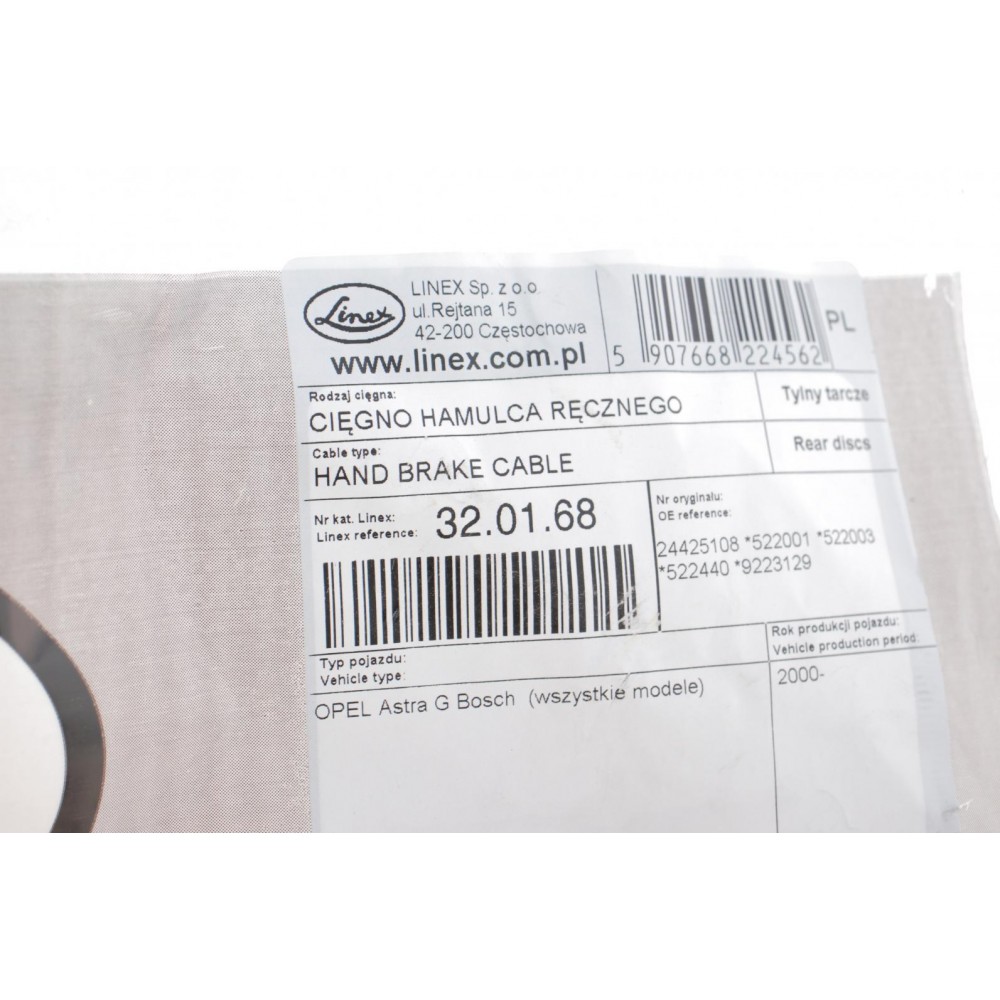 Linex
LINEX Sp. z o.o.
ul.Rejtana 15
42-200 Częstochowa
www.linex.com.pl
5 907668 224562
PL
Rodzaj cięgna:
CIĘGNO HAMULCA RĘCZNEGO
Tylny tarcze
Cable type:
HAND BRAKE CABLE
Rear discs
Nr kat. Linex:
Linex reference:
32.01.68
Nr oryginału:
OE reference:
24425108 *522001 *522003
*522440 *9223129
Typ pojazdu:
Vehicle type:
Rok produkcji pojazdu:
Vehicle production period:
OPEL Astra G Bosch (wszystkie modele)
2000-